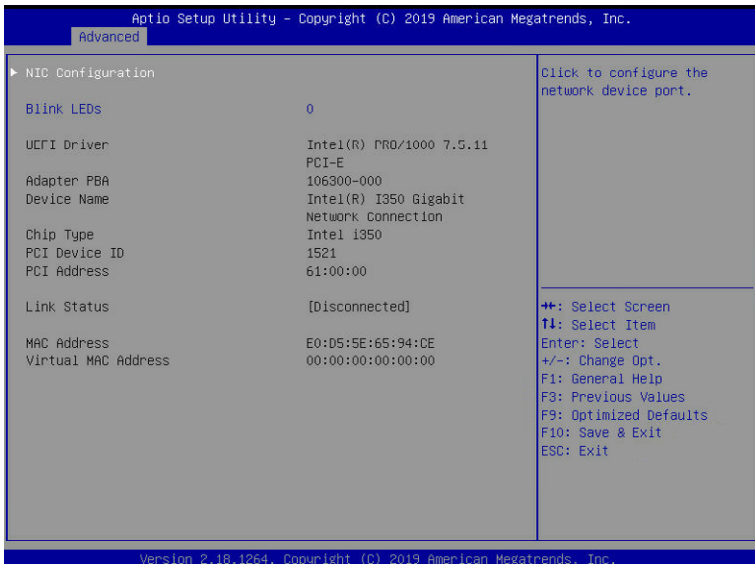 Aptio Setup Utility – Copyright (C) 2019 American Megatrends, Inc.
Advanced
▶ NIC Configuration
Blink LEDs 0
UEFI Driver Intel(R) PRO/1000 7.5.11
PCI-E
Adapter PBA 106300-000
Device Name Intel(R) I350 Gigabit
Network Connection
Chip Type Intel i350
PCI Device ID 1521
PCI Address 61:00:00
Link Status [Disconnected]
MAC Address E0:D5:5E:65:94:CE
Virtual MAC Address 00:00:00:00:00:00
Click to configure the
network device port.
→←: Select Screen
↑↓: Select Item
Enter: Select
+/-: Change Opt.
F1: General Help
F3: Previous Values
F9: Optimized Defaults
F10: Save & Exit
ESC: Exit
Version 2.18.1264. Copyright (C) 2019 American Megatrends, Inc.